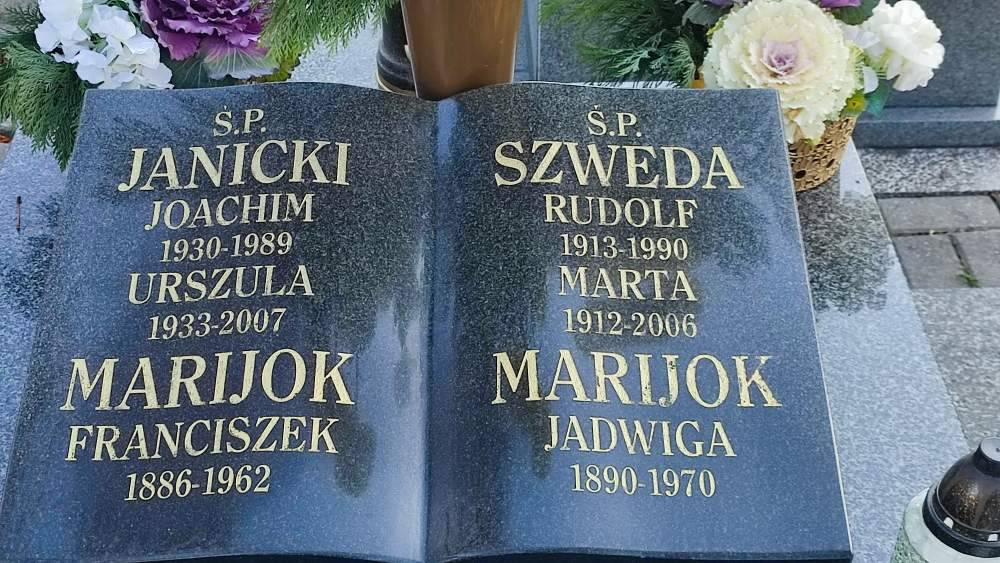 Ś.P.
JANICKI
JOACHIM
1930-1989
URSZULA
1933-2007
MARIJOK
FRANCISZEK
1886-1962
Ś.P.
SZWEDA
RUDOLF
1913-1990
MARTA
1912-2006
MARIJOK
JADWIGA
1890-1970